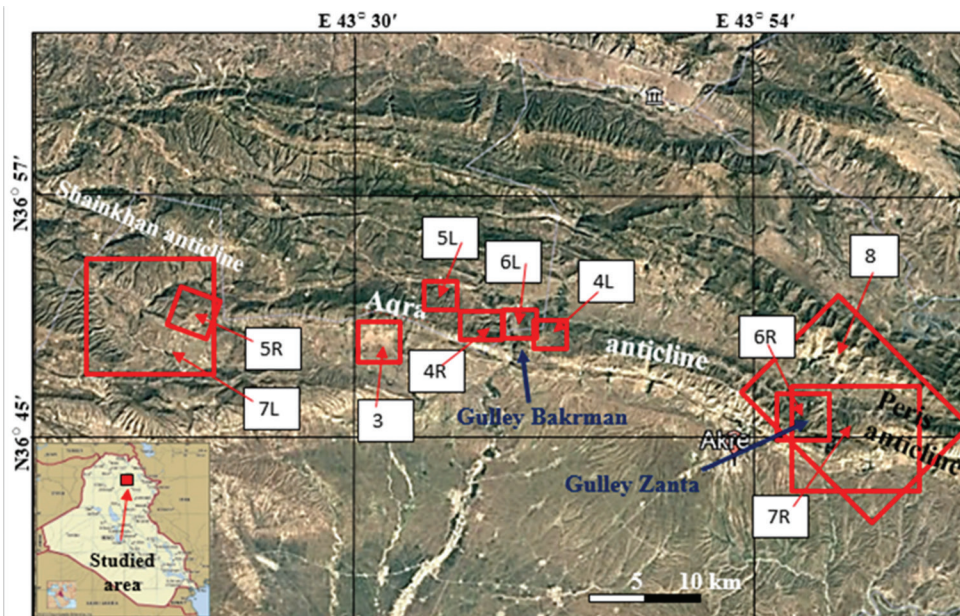 E 43° 30′
E 43° 54′
N36° 57′
N36° 45′
Shainkhan anticline
5L
6L
4L
8
Aqra
anticline
5R
4R
6R
7L
3
Gulley Bakrman
Peris
anticline
Akre
Gulley Zanta
7R
Studied
area
5
10 km